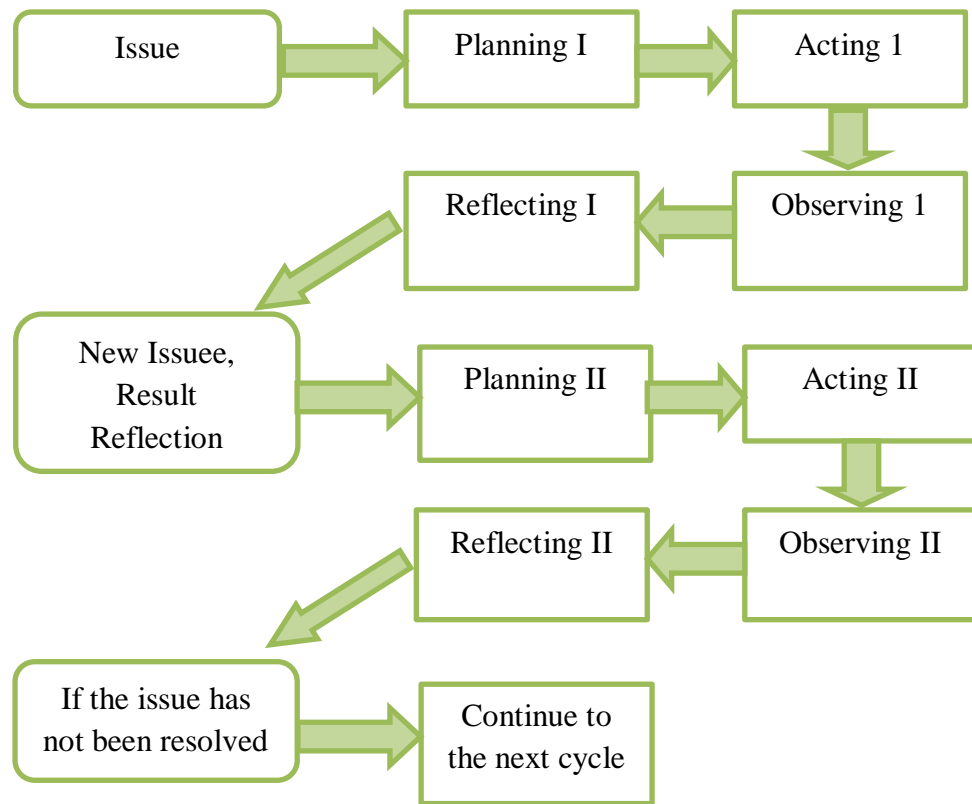 Issue
Planning I
Acting 1
Observing 1
Reflecting I
New Issuee,
Result
Reflection
Planning II
Acting II
Observing II
Reflecting II
If the issue has
not been resolved
Continue to
the next cycle